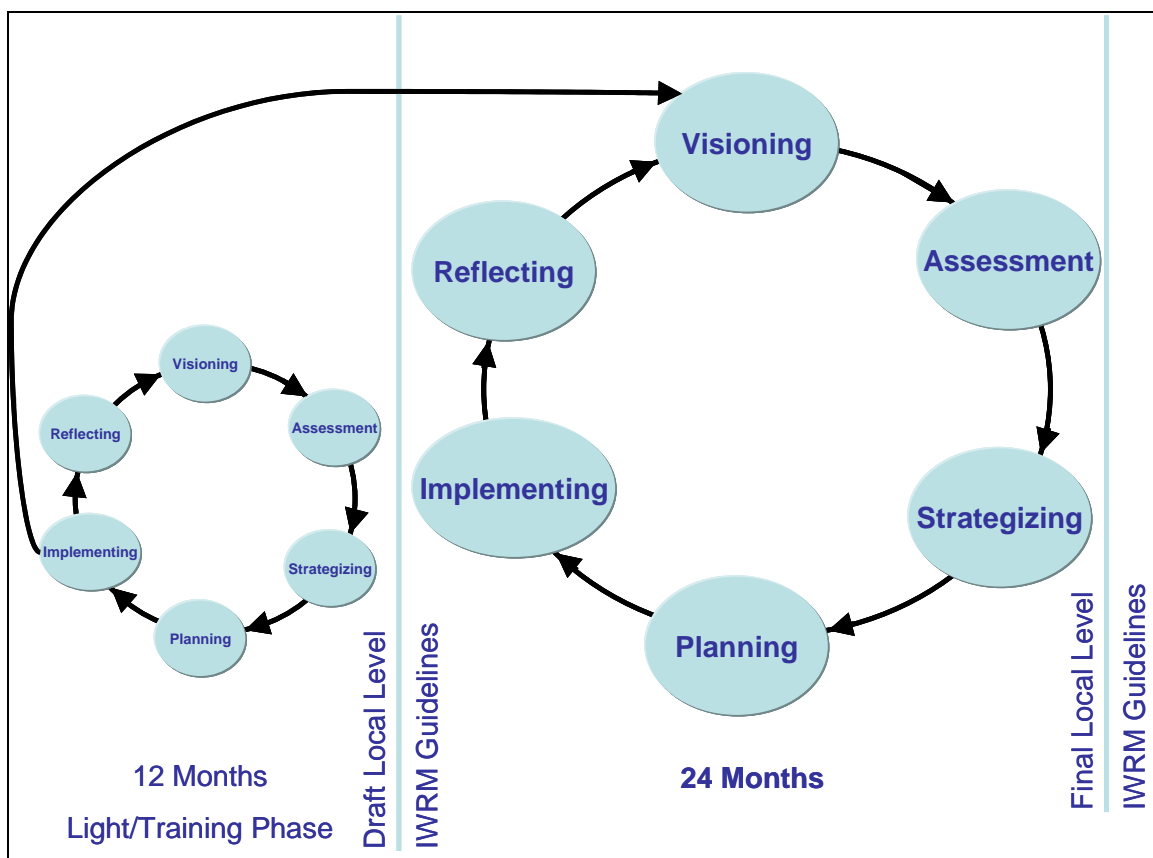 Visioning
Assessment
Strategizing
Planning
Implementing
Reflecting
12 Months
Light/Training Phase
Draft Local Level
IWRM Guidelines
Visioning
Assessment
Strategizing
Planning
Implementing
Reflecting
24 Months
Final Local Level
IWRM Guidelines